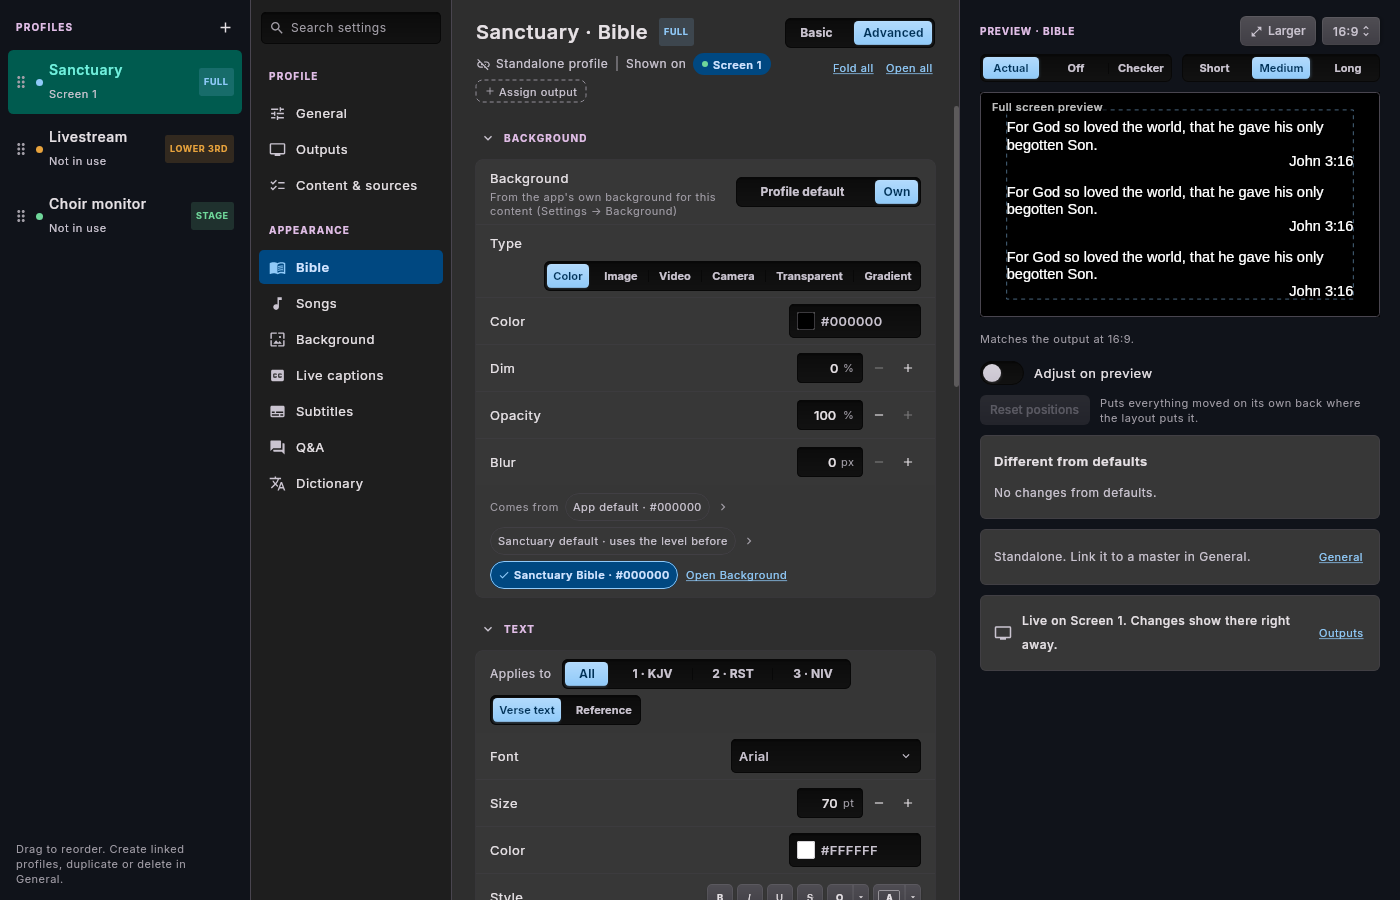 PROFILES
Sanctuary
Screen 1
FULL
Livestream
Not in use
LOWER 3RD
Choir monitor
Not in use
STAGE
Drag to reorder. Create linked
profiles, duplicate or delete in
General.
Search settings
PROFILE
General
Outputs
Content & sources
APPEARANCE
Bible
Songs
Background
Live captions
Subtitles
Q&A
Dictionary
Sanctuary · Bible FULL
Basic Advanced
Standalone profile | Shown on Screen 1
Fold all Open all
+ Assign output
BACKGROUND
Background
From the app's own background for this
content (Settings → Background)
Profile default Own
Type
Color Image Video Camera Transparent Gradient
Color #000000
Dim 0 % − +
Opacity 100 % − +
Blur 0 px − +
Comes from App default · #000000
Sanctuary default · uses the level before
Sanctuary Bible · #000000 Open Background
TEXT
Applies to All 1 · KJV 2 · RST 3 · NIV
Verse text Reference
Font Arial
Size 70 pt − +
Color #FFFFFF
Style B I U S O A
PREVIEW · BIBLE Larger 16:9
Actual Off Checker Short Medium Long
Full screen preview
For God so loved the world, that he gave his only
begotten Son.
John 3:16
For God so loved the world, that he gave his only
begotten Son.
John 3:16
For God so loved the world, that he gave his only
begotten Son.
John 3:16
Matches the output at 16:9.
Adjust on preview
Reset positions
Puts everything moved on its own back where
the layout puts it.
Different from defaults
No changes from defaults.
Standalone. Link it to a master in General. General
Live on Screen 1. Changes show there right
away.
Outputs